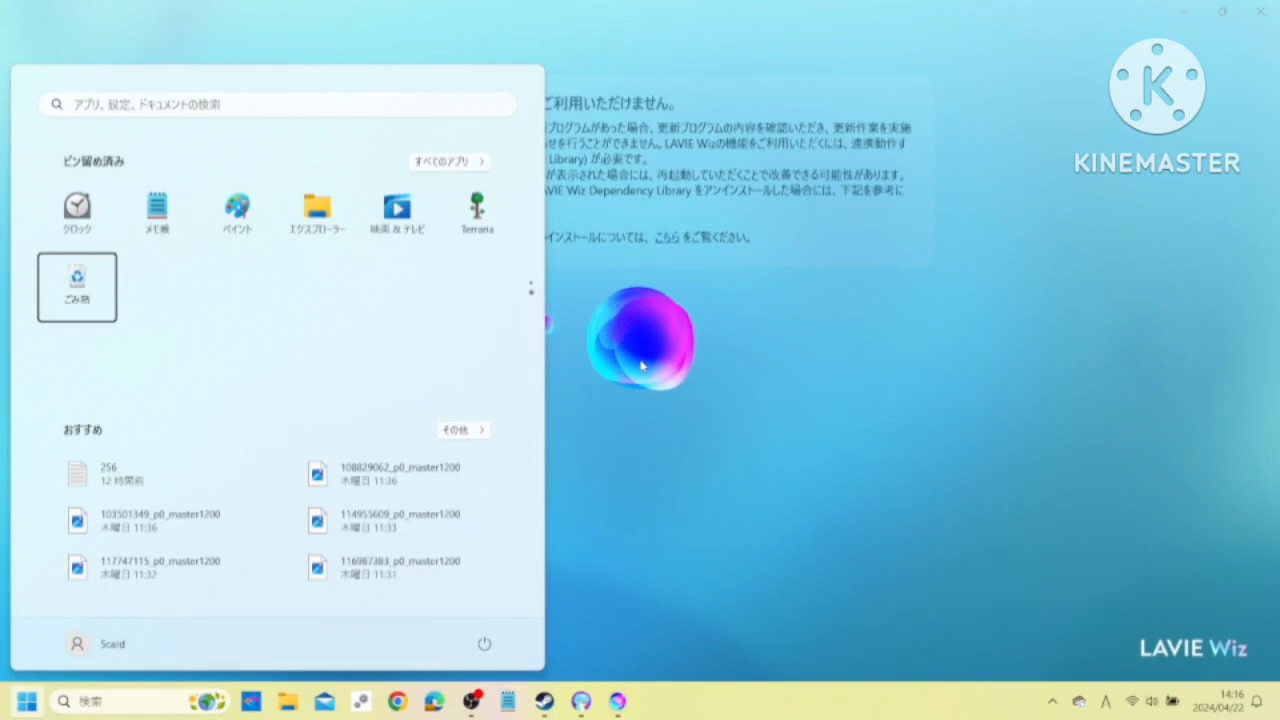 アプリ、設定、ドキュメントの検索
ピン留め済み
すべてのアプリ
クロック
メモ帳
ペイント
エクスプローラー
映画 & テレビ
Terraria
ごみ箱
おすすめ
その他
256
12 時間前
108829062_p0_master1200
木曜日 11:36
103501349_p0_master1200
木曜日 11:36
114955609_p0_master1200
木曜日 11:33
117747115_p0_master1200
木曜日 11:32
116987383_p0_master1200
木曜日 11:31
Scard
ご利用いただけません。
プログラムがあった場合、更新プログラムの内容を確認いただき、更新作業を実施
せを行うことができません。LAVIE Wizの機能をご利用いただくには、連携動作す
Library) が必要です。
が表示された場合には、再起動していただくことで改善できる可能性があります。
VIE Wiz Dependency Library をアンインストールした場合には、下記を参考に
インストールについては、こちら をご覧ください。
K
KINEMASTER
LAVIE Wiz
検索
14:16
2024/04/22